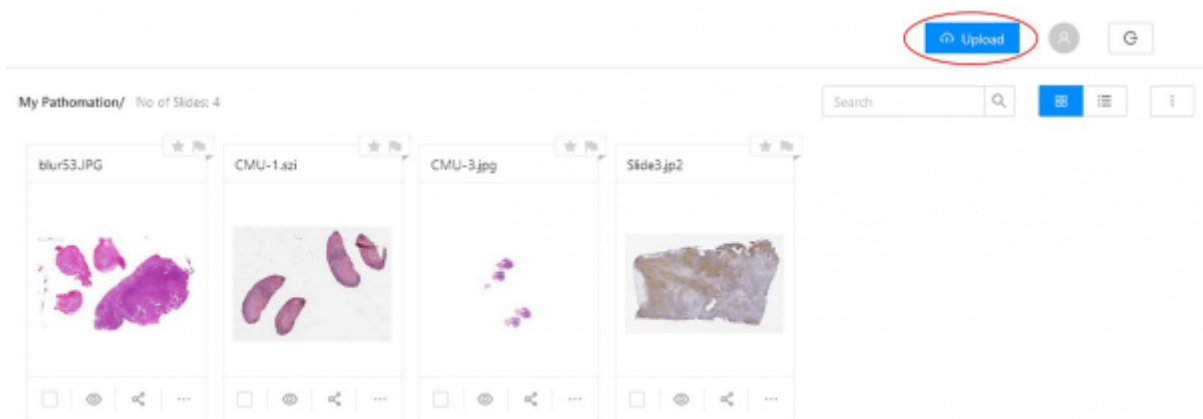 Upload
My Pathomation/ No of Slides: 4
Search
blur53.JPG
CMU-1.szi
CMU-3.jpg
Slide3.jp2